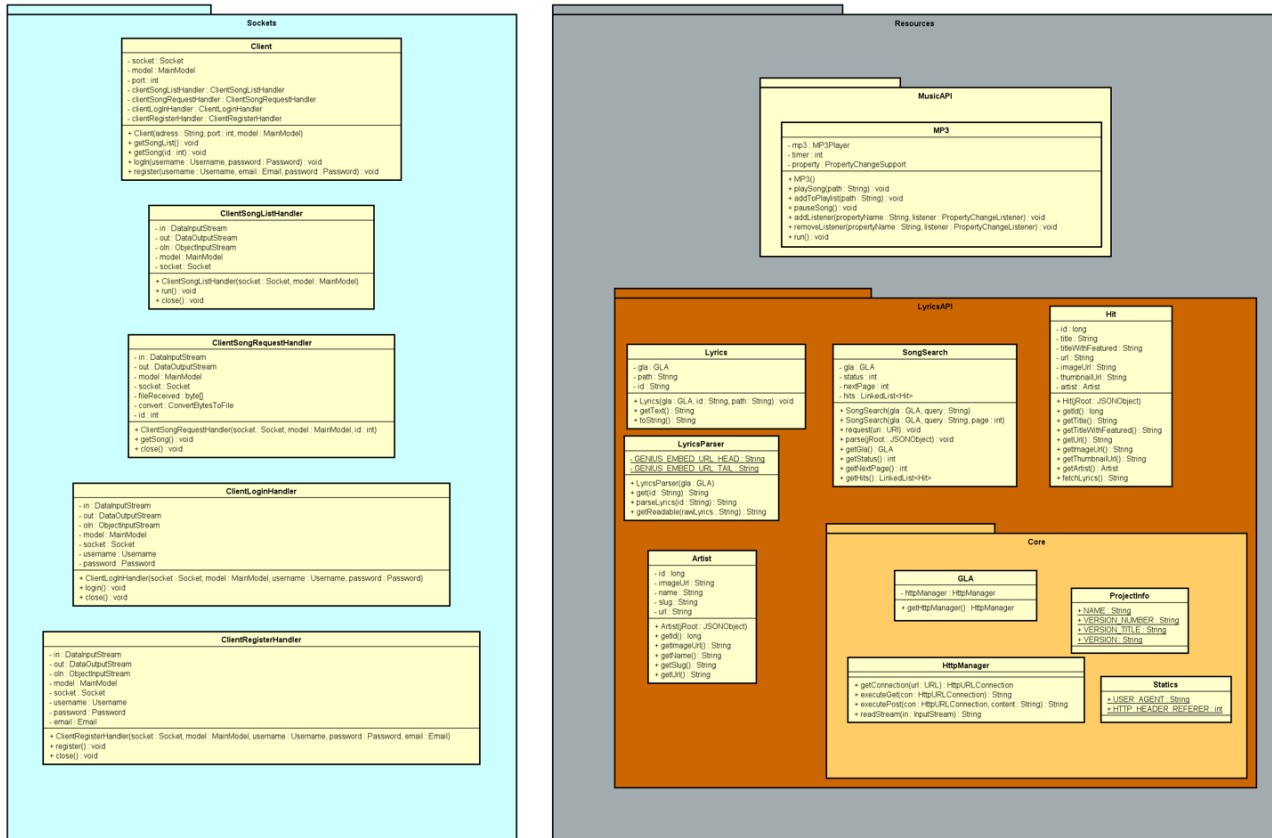 Sockets
Client
- socket : Socket
- model : MainModel
- port : int
- clientSongListHandler : ClientSongListHandler
- clientSongRequestHandler : ClientSongRequestHandler
- clientLogInHandler : ClientLoginHandler
- clientRegisterHandler : ClientRegisterHandler
+ Client(adress : String, port : int, model : MainModel)
+ getSongList() : void
+ getSong(id : int) : void
+ logIn(username : Username, password : Password) : void
+ register(username : Username, email : Email, password : Password) : void
ClientSongListHandler
- in : DataInputStream
- out : DataOutputStream
- oIn : ObjectInputStream
- model : MainModel
- socket : Socket
+ ClientSongListHandler(socket : Socket, model : MainModel)
+ run() : void
+ close() : void
ClientSongRequestHandler
- in : DataInputStream
- out : DataOutputStream
- model : MainModel
- socket : Socket
- fileReceived : byte[]
- convert : ConvertBytesToFile
- id : int
+ ClientSongRequestHandler(socket : Socket, model : MainModel, id : int)
+ getSong() : void
+ close() : void
ClientLoginHandler
- in : DataInputStream
- out : DataOutputStream
- oIn : ObjectInputStream
- model : MainModel
- socket : Socket
- username : Username
- password : Password
+ ClientLogInHandler(socket : Socket, model : MainModel, username : Username, password : Password)
+ login() : void
+ close() : void
ClientRegisterHandler
- in : DataInputStream
- out : DataOutputStream
- oIn : ObjectInputStream
- model : MainModel
- socket : Socket
- username : Username
- password : Password
- email : Email
+ ClientRegisterHandler(socket : Socket, model : MainModel, username : Username, password : Password, email : Email)
+ register() : void
+ close() : void
Resources
MusicAPI
MP3
- mp3 : MP3Player
- timer : int
- property : PropertyChangeSupport
+ MP3()
+ playSong(path : String) : void
+ addToPlaylist(path : String) : void
+ pauseSong() : void
+ addListener(propertyName : String, listener : PropertyChangeListener) : void
+ removeListener(propertyName : String, listener : PropertyChangeListener) : void
+ run() : void
LyricsAPI
Lyrics
- gla : GLA
- path : String
- id : String
+ Lyrics(gla : GLA, id : String, path : String) : void
+ getText() : String
+ toString() : String
SongSearch
- gla : GLA
- status : int
- nextPage : int
- hits : LinkedList<Hit>
+ SongSearch(gla : GLA, query : String)
+ SongSearch(gla : GLA, query : String, page : int)
+ request(uri : URI) : void
+ parse(jRoot : JSONObject) : void
+ getGla() : GLA
+ getStatus() : int
+ getNextPage() : int
+ getHits() : LinkedList<Hit>
Hit
- id : long
- title : String
- titleWithFeatured : String
- url : String
- imageUrl : String
- thumbnailUrl : String
- artist : Artist
+ Hit(jRoot : JSONObject)
+ getId() : long
+ getTitle() : String
+ getTitleWithFeatured() : String
+ getUrl() : String
+ getImageUrl() : String
+ getThumbnailUrl() : String
+ getArtist() : Artist
+ fetchLyrics() : String
LyricsParser
- GENIUS_EMBED_URL_HEAD : String
- GENIUS_EMBED_URL_TAIL : String
+ LyricsParser(gla : GLA)
+ get(id : String) : String
+ parseLyrics(id : String) : String
+ getReadable(rawLyrics : String) : String
Artist
- id : long
- imageUrl : String
- name : String
- slug : String
- url : String
+ Artist(jRoot : JSONObject)
+ getId() : long
+ getImageUrl() : String
+ getName() : String
+ getSlug() : String
+ getUrl() : String
Core
GLA
- httpManager : HttpManager
+ getHttpManager() : HttpManager
ProjectInfo
+ NAME : String
+ VERSION_NUMBER : String
+ VERSION_TITLE : String
+ VERSION : String
HttpManager
+ getConnection(url : URL) : HttpURLConnection
+ executeGet(con : HttpURLConnection) : String
+ executePost(con : HttpURLConnection, content : String) : String
+ readStream(in : InputStream) : String
Statics
+ USER_AGENT : String
+ HTTP_HEADER_REFERER : int